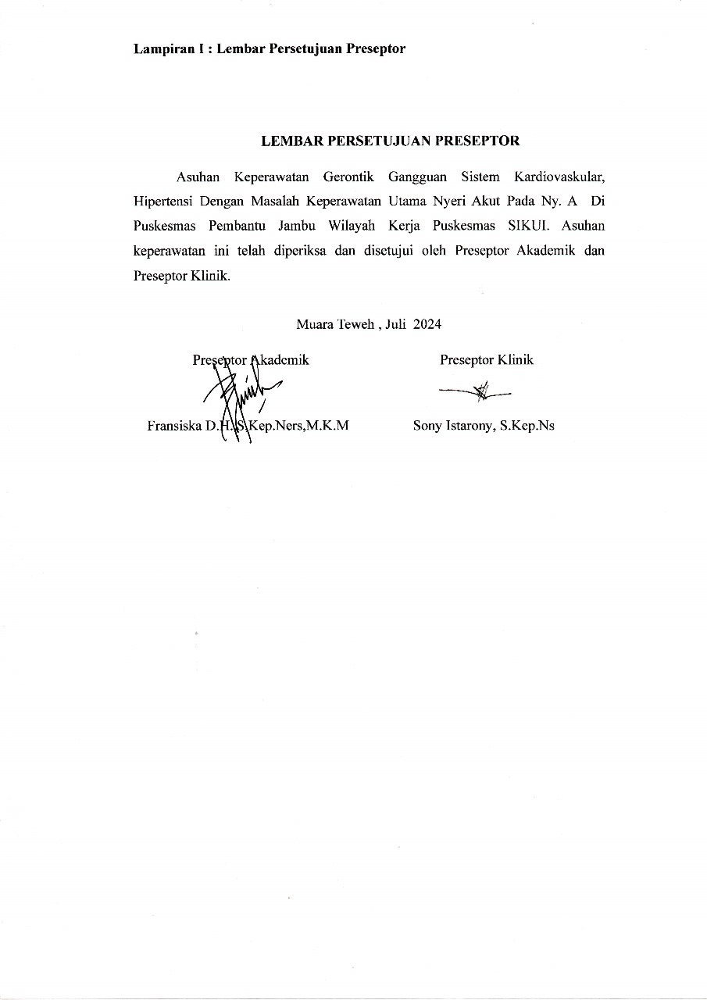 Lampiran I : Lembar Persetujuan Preseptor
LEMBAR PERSETUJUAN PRESEPTOR
Asuhan Keperawatan Gerontik Gangguan Sistem Kardiovaskular,
Hipertensi Dengan Masalah Keperawatan Utama Nyeri Akut Pada Ny. A Di
Puskesmas Pembantu Jambu Wilayah Kerja Puskesmas SIKUI. Asuhan
keperawatan ini telah diperiksa dan disetujui oleh Preseptor Akademik dan
Preseptor Klinik.
Muara Teweh , Juli 2024
Preseptor Akademik Preseptor Klinik
Fransiska D.H. S.Kep.Ners,M.K.M Sony Istarony, S.Kep.Ns